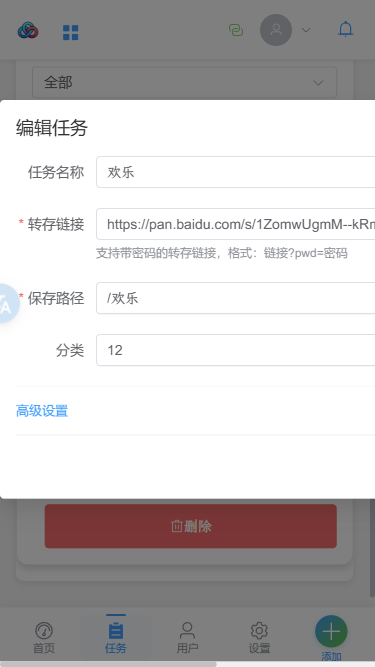 全部
编辑任务
任务名称
欢乐
* 转存链接
https://pan.baidu.com/s/1ZomwUgmM--kRm
支持带密码的转存链接，格式：链接?pwd=密码
* 保存路径
/欢乐
分类
12
高级设置
删除
首页
任务
用户
设置
添加